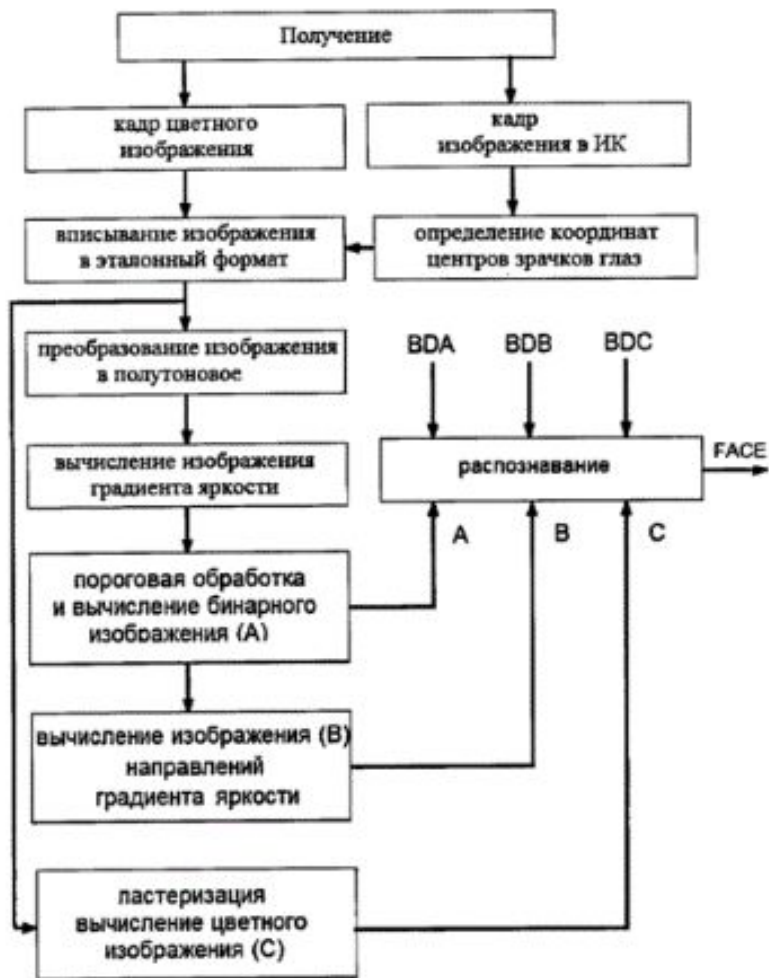 Получение
кадр цветного
изображения
кадр
изображения в ИК
вписывание изображения
в эталонный формат
определение координат
центров зрачков глаз
преобразование изображения
в полутоновое
BDA
BDB
BDC
вычисление изображения
градиента яркости
распознавание
FACE
A
B
C
пороговая обработка
и вычисление бинарного
изображения (А)
вычисление изображения (В)
направлений
градиента яркости
пастеризация
вычисление цветного
изображения (С)